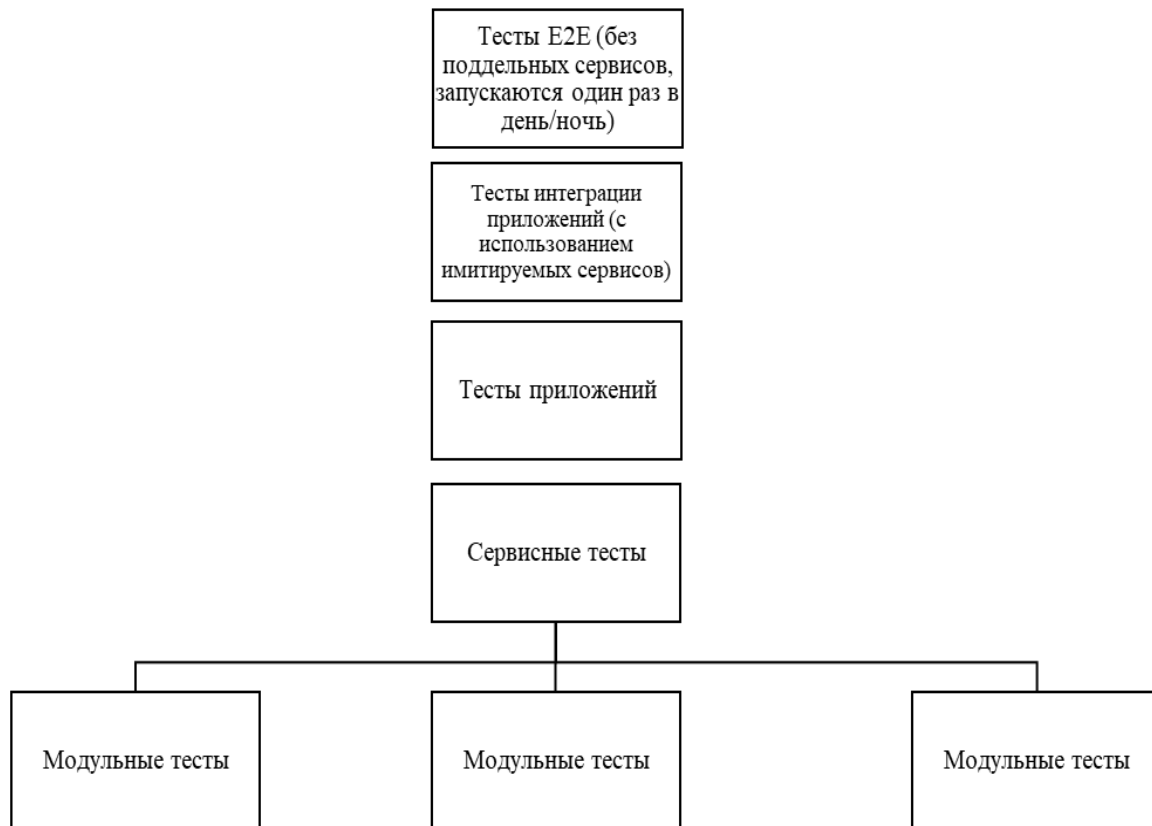 Тесты E2E (без
поддельных сервисов,
запускаются один раз в
день/ночь)
Тесты интеграции
приложений (с
использованием
имитируемых сервисов)
Тесты приложений
Сервисные тесты
Модульные тесты
Модульные тесты
Модульные тесты